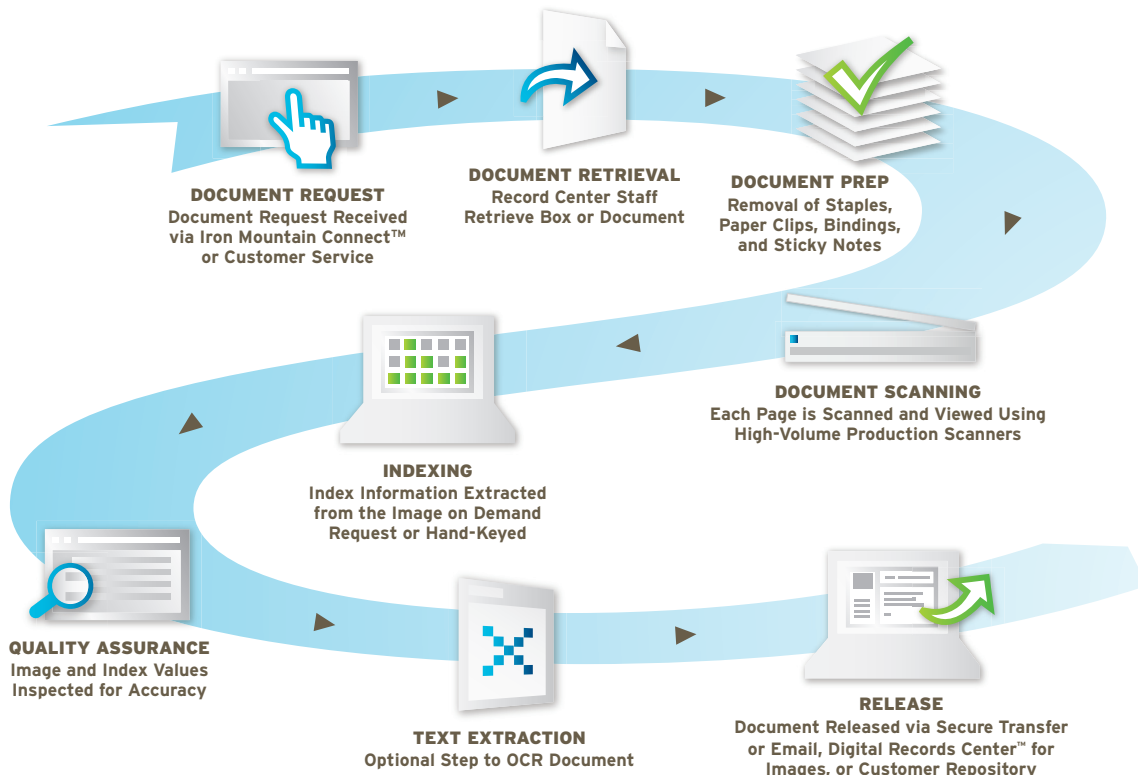 DOCUMENT REQUEST
Document Request Received
via Iron Mountain Connect™
or Customer Service
DOCUMENT RETRIEVAL
Record Center Staff
Retrieve Box or Document
DOCUMENT PREP
Removal of Staples,
Paper Clips, Bindings,
and Sticky Notes
DOCUMENT SCANNING
Each Page is Scanned and Viewed Using
High-Volume Production Scanners
INDEXING
Index Information Extracted
from the Image on Demand
Request or Hand-Keyed
QUALITY ASSURANCE
Image and Index Values
Inspected for Accuracy
TEXT EXTRACTION
Optional Step to OCR Document
RELEASE
Document Released via Secure Transfer
or Email, Digital Records Center™ for
Images, or Customer Repository